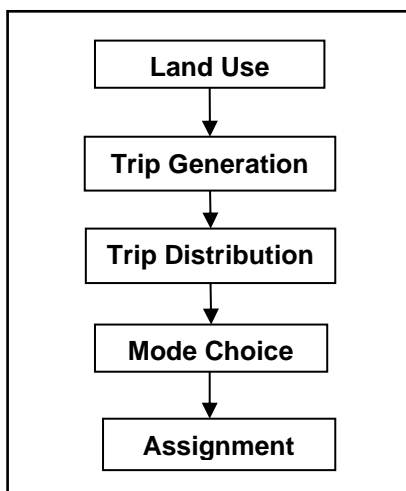 Land Use
Trip Generation
Trip Distribution
Mode Choice
Assignment